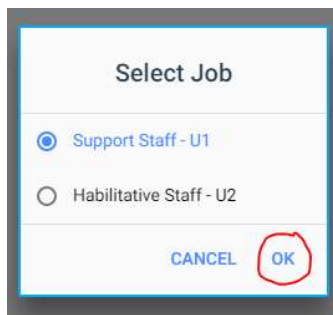 Select Job
Support Staff - U1
Habilitative Staff - U2
CANCEL OK